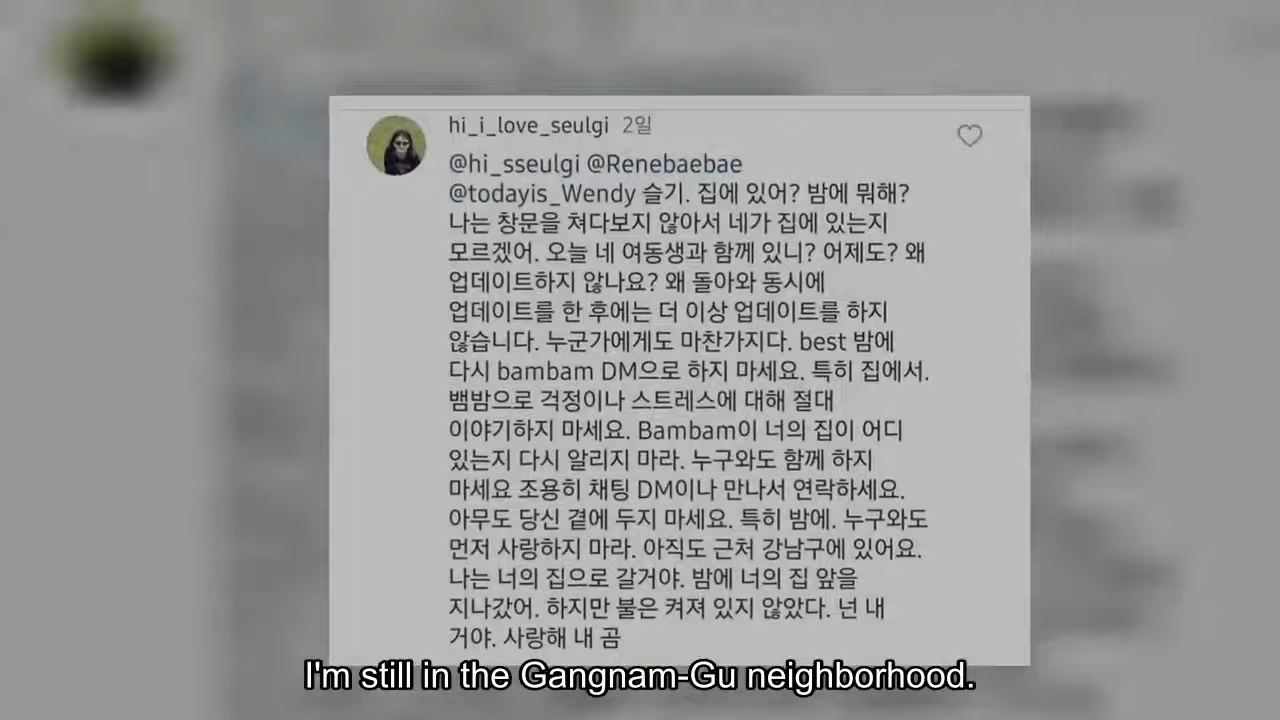 hi_i_love_seulgi 2일
@hi_sseulgi @Renebaebae
@todayis_Wendy 슬기. 집에 있어? 밤에 뭐해?
나는 창문을 쳐다보지 않아서 네가 집에 있는지
모르겠어. 오늘 네 여동생과 함께 있니? 어제도? 왜
업데이트하지 않나요? 왜 돌아와 동시에
업데이트를 한 후에는 더 이상 업데이트를 하지
않습니다. 누군가에게도 마찬가지다. best 밤에
다시 bambam DM으로 하지 마세요. 특히 집에서.
뱀밤으로 걱정이나 스트레스에 대해 절대
이야기하지 마세요. Bambam이 너의 집이 어디
있는지 다시 알리지 마라. 누구와도 함께 하지
마세요 조용히 채팅 DM이나 만나서 연락하세요.
아무도 당신 곁에 두지 마세요. 특히 밤에. 누구와도
먼저 사랑하지 마라. 아직도 근처 강남구에 있어요.
나는 너의 집으로 갈거야. 밤에 너의 집 앞을
지나갔어. 하지만 불은 켜져 있지 않았다. 넌 내
거야. 사랑해 내 곰
I'm still in the Gangnam-Gu neighborhood.